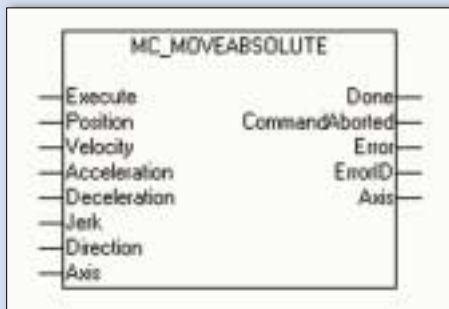 MC_MOVEABSOLUTE
Execute Done
Position CommandAborted
Velocity Error
Acceleration ErrorID
Deceleration Axis
Jerk
Direction
Axis